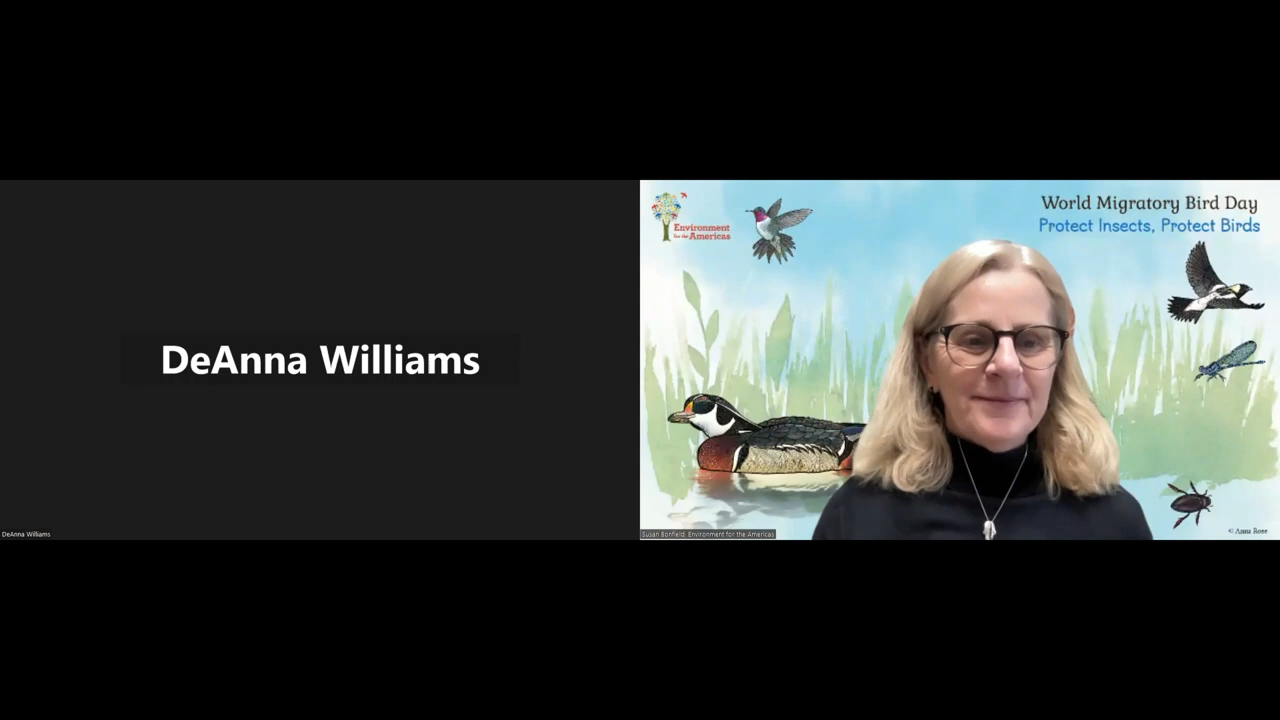 DeAnna Williams
DeAnna Williams
Environment
for the Americas
World Migratory Bird Day
Protect Insects, Protect Birds
Susan Bonfield, Environment for the Americas
© Anna Rose